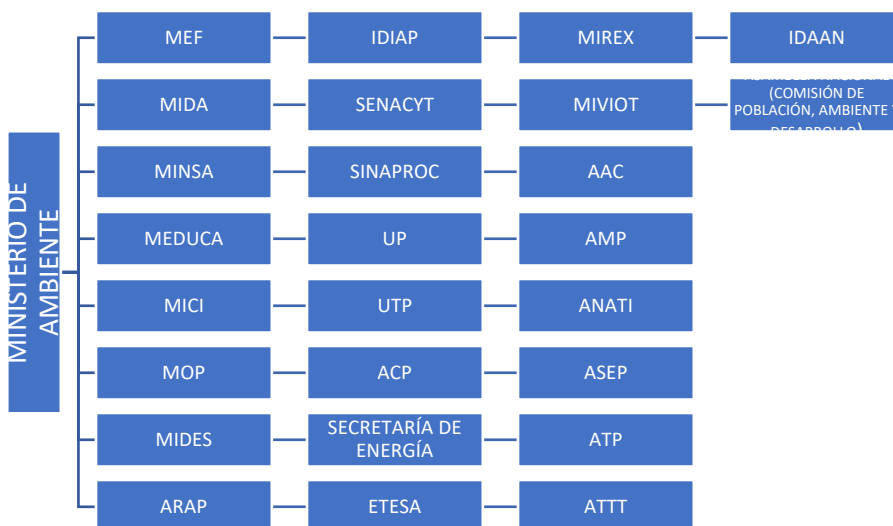 MINISTERIO DE
AMBIENTE
MEF
IDIAP
MIREX
IDAAN
MIDA
SENACYT
MIVIOT
(COMISIÓN DE
POBLACIÓN, AMBIENTE Y
DESARROLLO)
MINSA
SINAPROC
AAC
MEDUCA
UP
AMP
MICI
UTP
ANATI
MOP
ACP
ASEP
MIDES
SECRETARÍA DE
ENERGÍA
ATP
ARAP
ETESA
ATTT